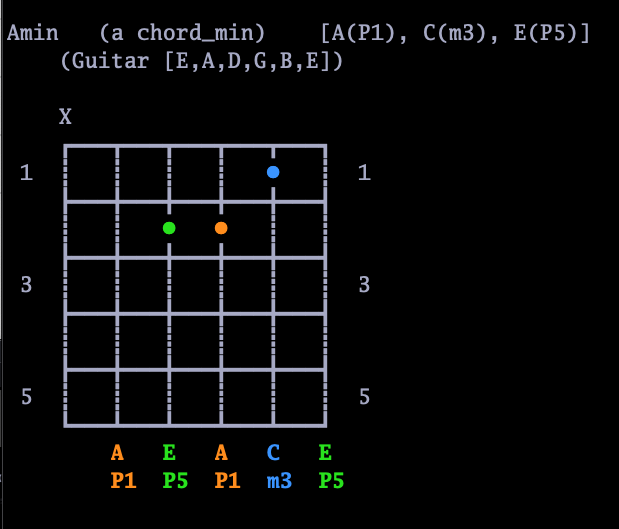 Amin (a chord_min) [A(P1), C(m3), E(P5)]
(Guitar [E,A,D,G,B,E])
X
1 1
3 3
5 5
A E A C E
P1 P5 P1 m3 P5